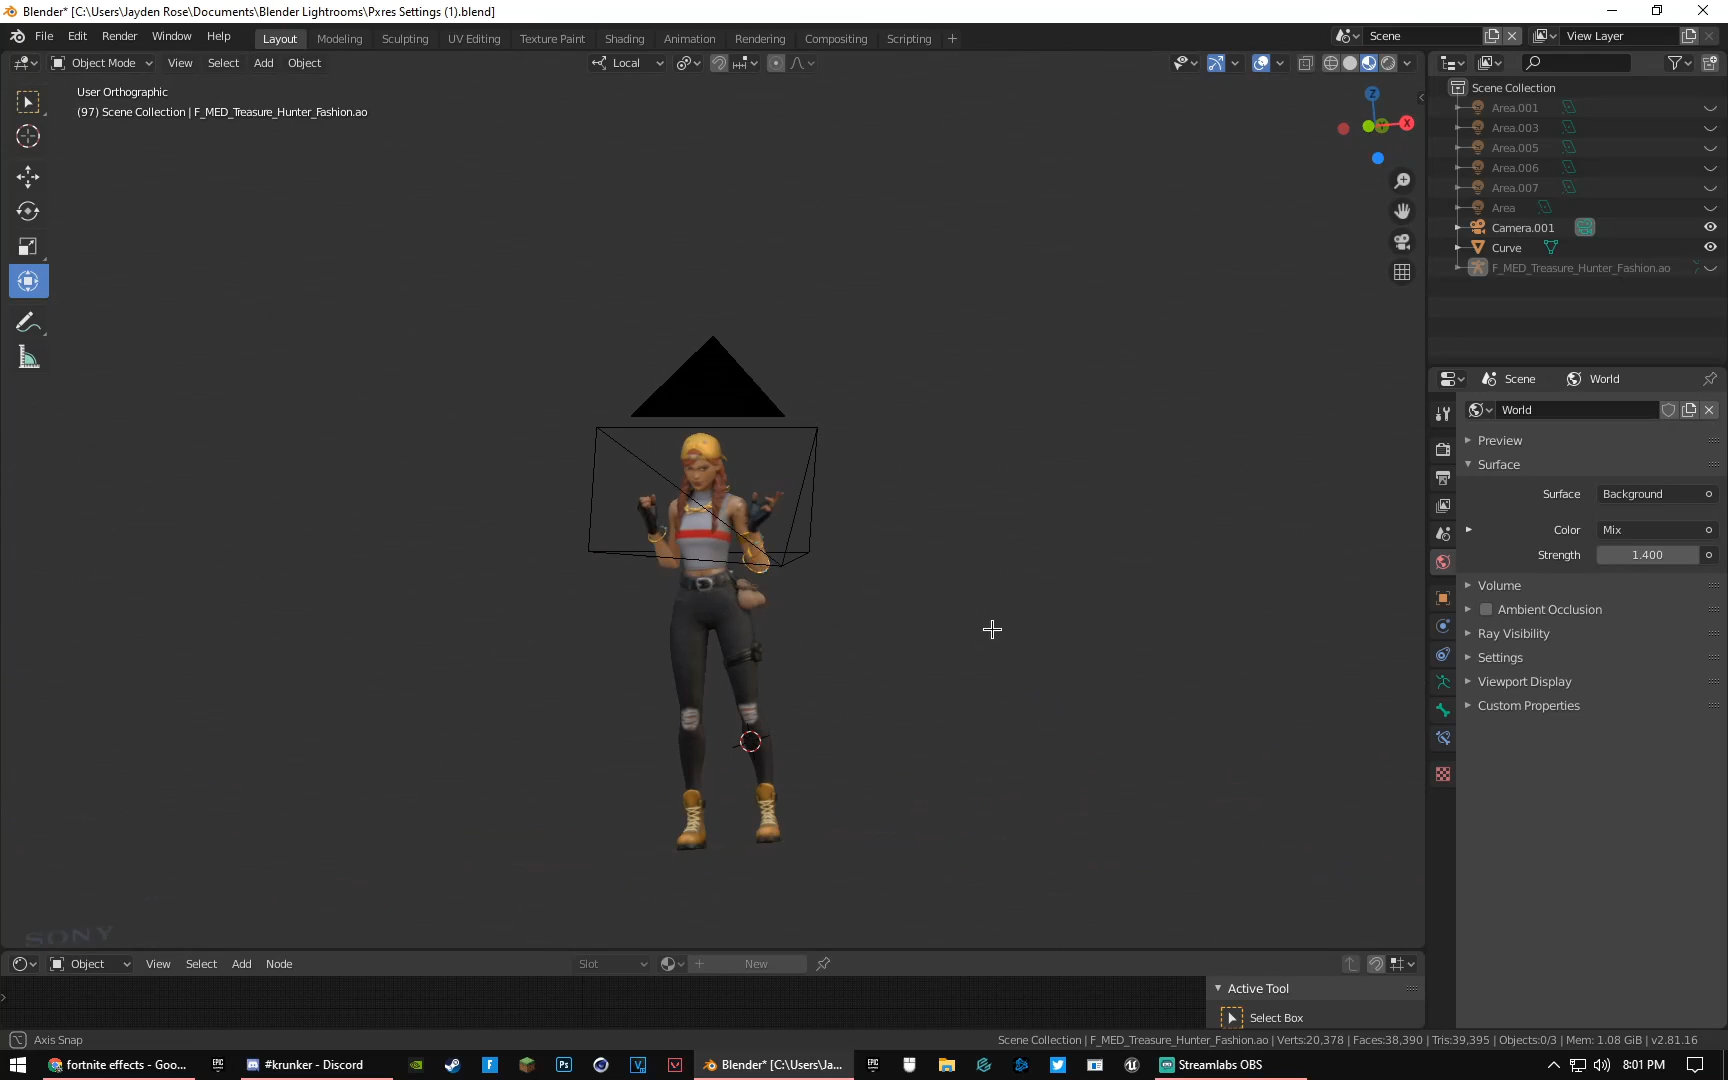 Blender* [C:\Users\Jayden Rose\Documents\Blender Lightrooms\Pxres Settings (1).blend]
File Edit Render Window Help Layout Modeling Sculpting UV Editing Texture Paint Shading Animation Rendering Compositing Scripting + Scene View Layer
Object Mode View Select Add Object Local
User Orthographic
(97) Scene Collection | F_MED_Treasure_Hunter_Fashion.ao
Z
X
Y
Scene Collection
Area.001
Area.003
Area.005
Area.006
Area.007
Area
Camera.001
Curve
F_MED_Treasure_Hunter_Fashion.ao
Scene World
World
Preview
Surface
Surface Background
Color Mix
Strength 1.400
Volume
Ambient Occlusion
Ray Visibility
Settings
Viewport Display
Custom Properties
SONY
Object View Select Add Node Slot New
Active Tool
Select Box
Axis Snap
Scene Collection | F_MED_Treasure_Hunter_Fashion.ao | Verts:20,378 | Faces:38,390 | Tris:39,395 | Objects:0/3 | Mem: 1.08 GiB | v2.81.16
fortnite effects - Goo... #krunker - Discord Blender* [C:\Users\Ja... Streamlabs OBS 8:01 PM